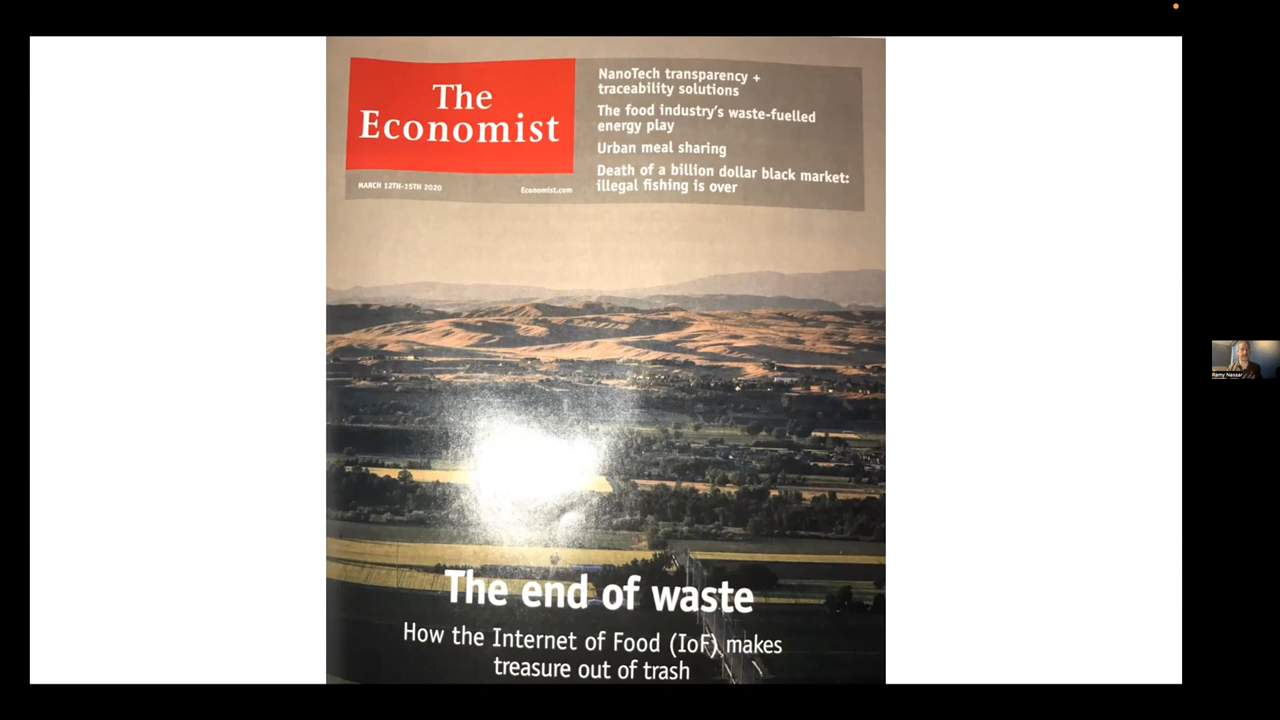 The
Economist
MARCH 12TH-15TH 2020
Economist.com
NanoTech transparency +
traceability solutions
The food industry's waste-fuelled
energy play
Urban meal sharing
Death of a billion dollar black market:
illegal fishing is over
The end of waste
How the Internet of Food (IoF) makes
treasure out of trash
Ramy Nassar